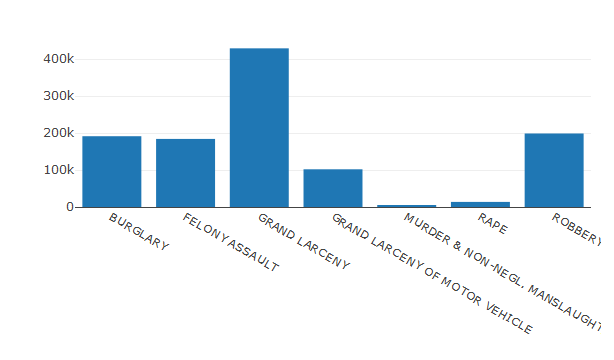 400k
300k
200k
100k
0
BURGLARY
FELONY ASSAULT
GRAND LARCENY
GRAND LARCENY OF MOTOR VEHICLE
MURDER & NON-NEGL. MANSLAUGHT
RAPE
ROBBERY